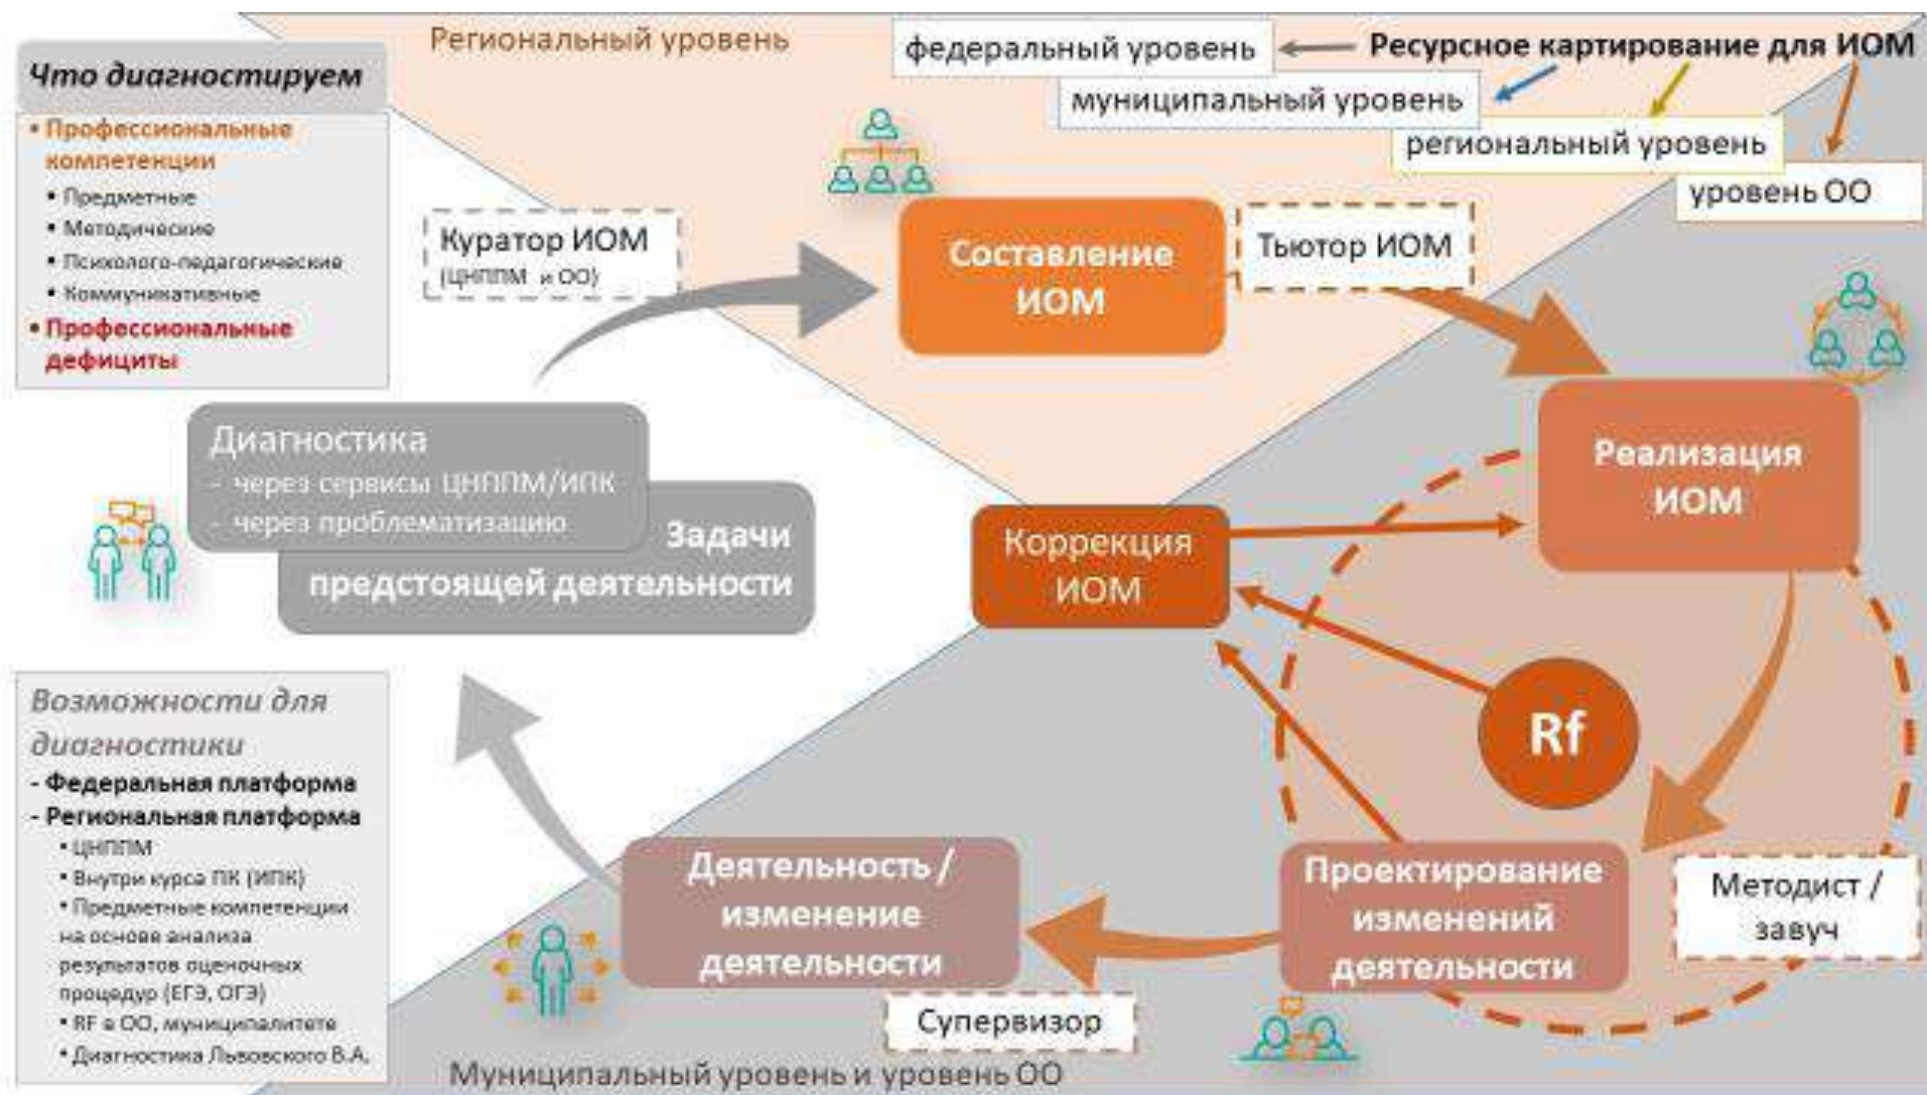 Региональный уровень
Ресурсное картирование для ИОМ
федеральный уровень
муниципальный уровень
региональный уровень
уровень ОО
Что диагностируем
▪ Профессиональные
компетенции
▪ Предметные
▪ Методические
▪ Психолого-педагогические
▪ Коммуникативные
▪ Профессиональные
дефициты
Куратор ИОМ
(ЦНППМ и ОО)
Составление
ИОМ
Тьютор ИОМ
Реализация
ИОМ
Диагностика
- через сервисы ЦНППМ/ИПК
- через проблематизацию
Задачи
предстоящей деятельности
Коррекция
ИОМ
Rf
Возможности для
диагностики
- Федеральная платформа
- Региональная платформа
• ЦНППМ
• Внутри курса ПК (ИПК)
• Предметные компетенции
на основе анализа
результатов оценочных
процедур (ЕГЭ, ОГЭ)
• RF в ОО, муниципалитете
• Диагностика Львовского В.А.
Деятельность /
изменение
деятельности
Проектирование
изменений
деятельности
Методист /
завуч
Супервизор
Муниципальный уровень и уровень ОО